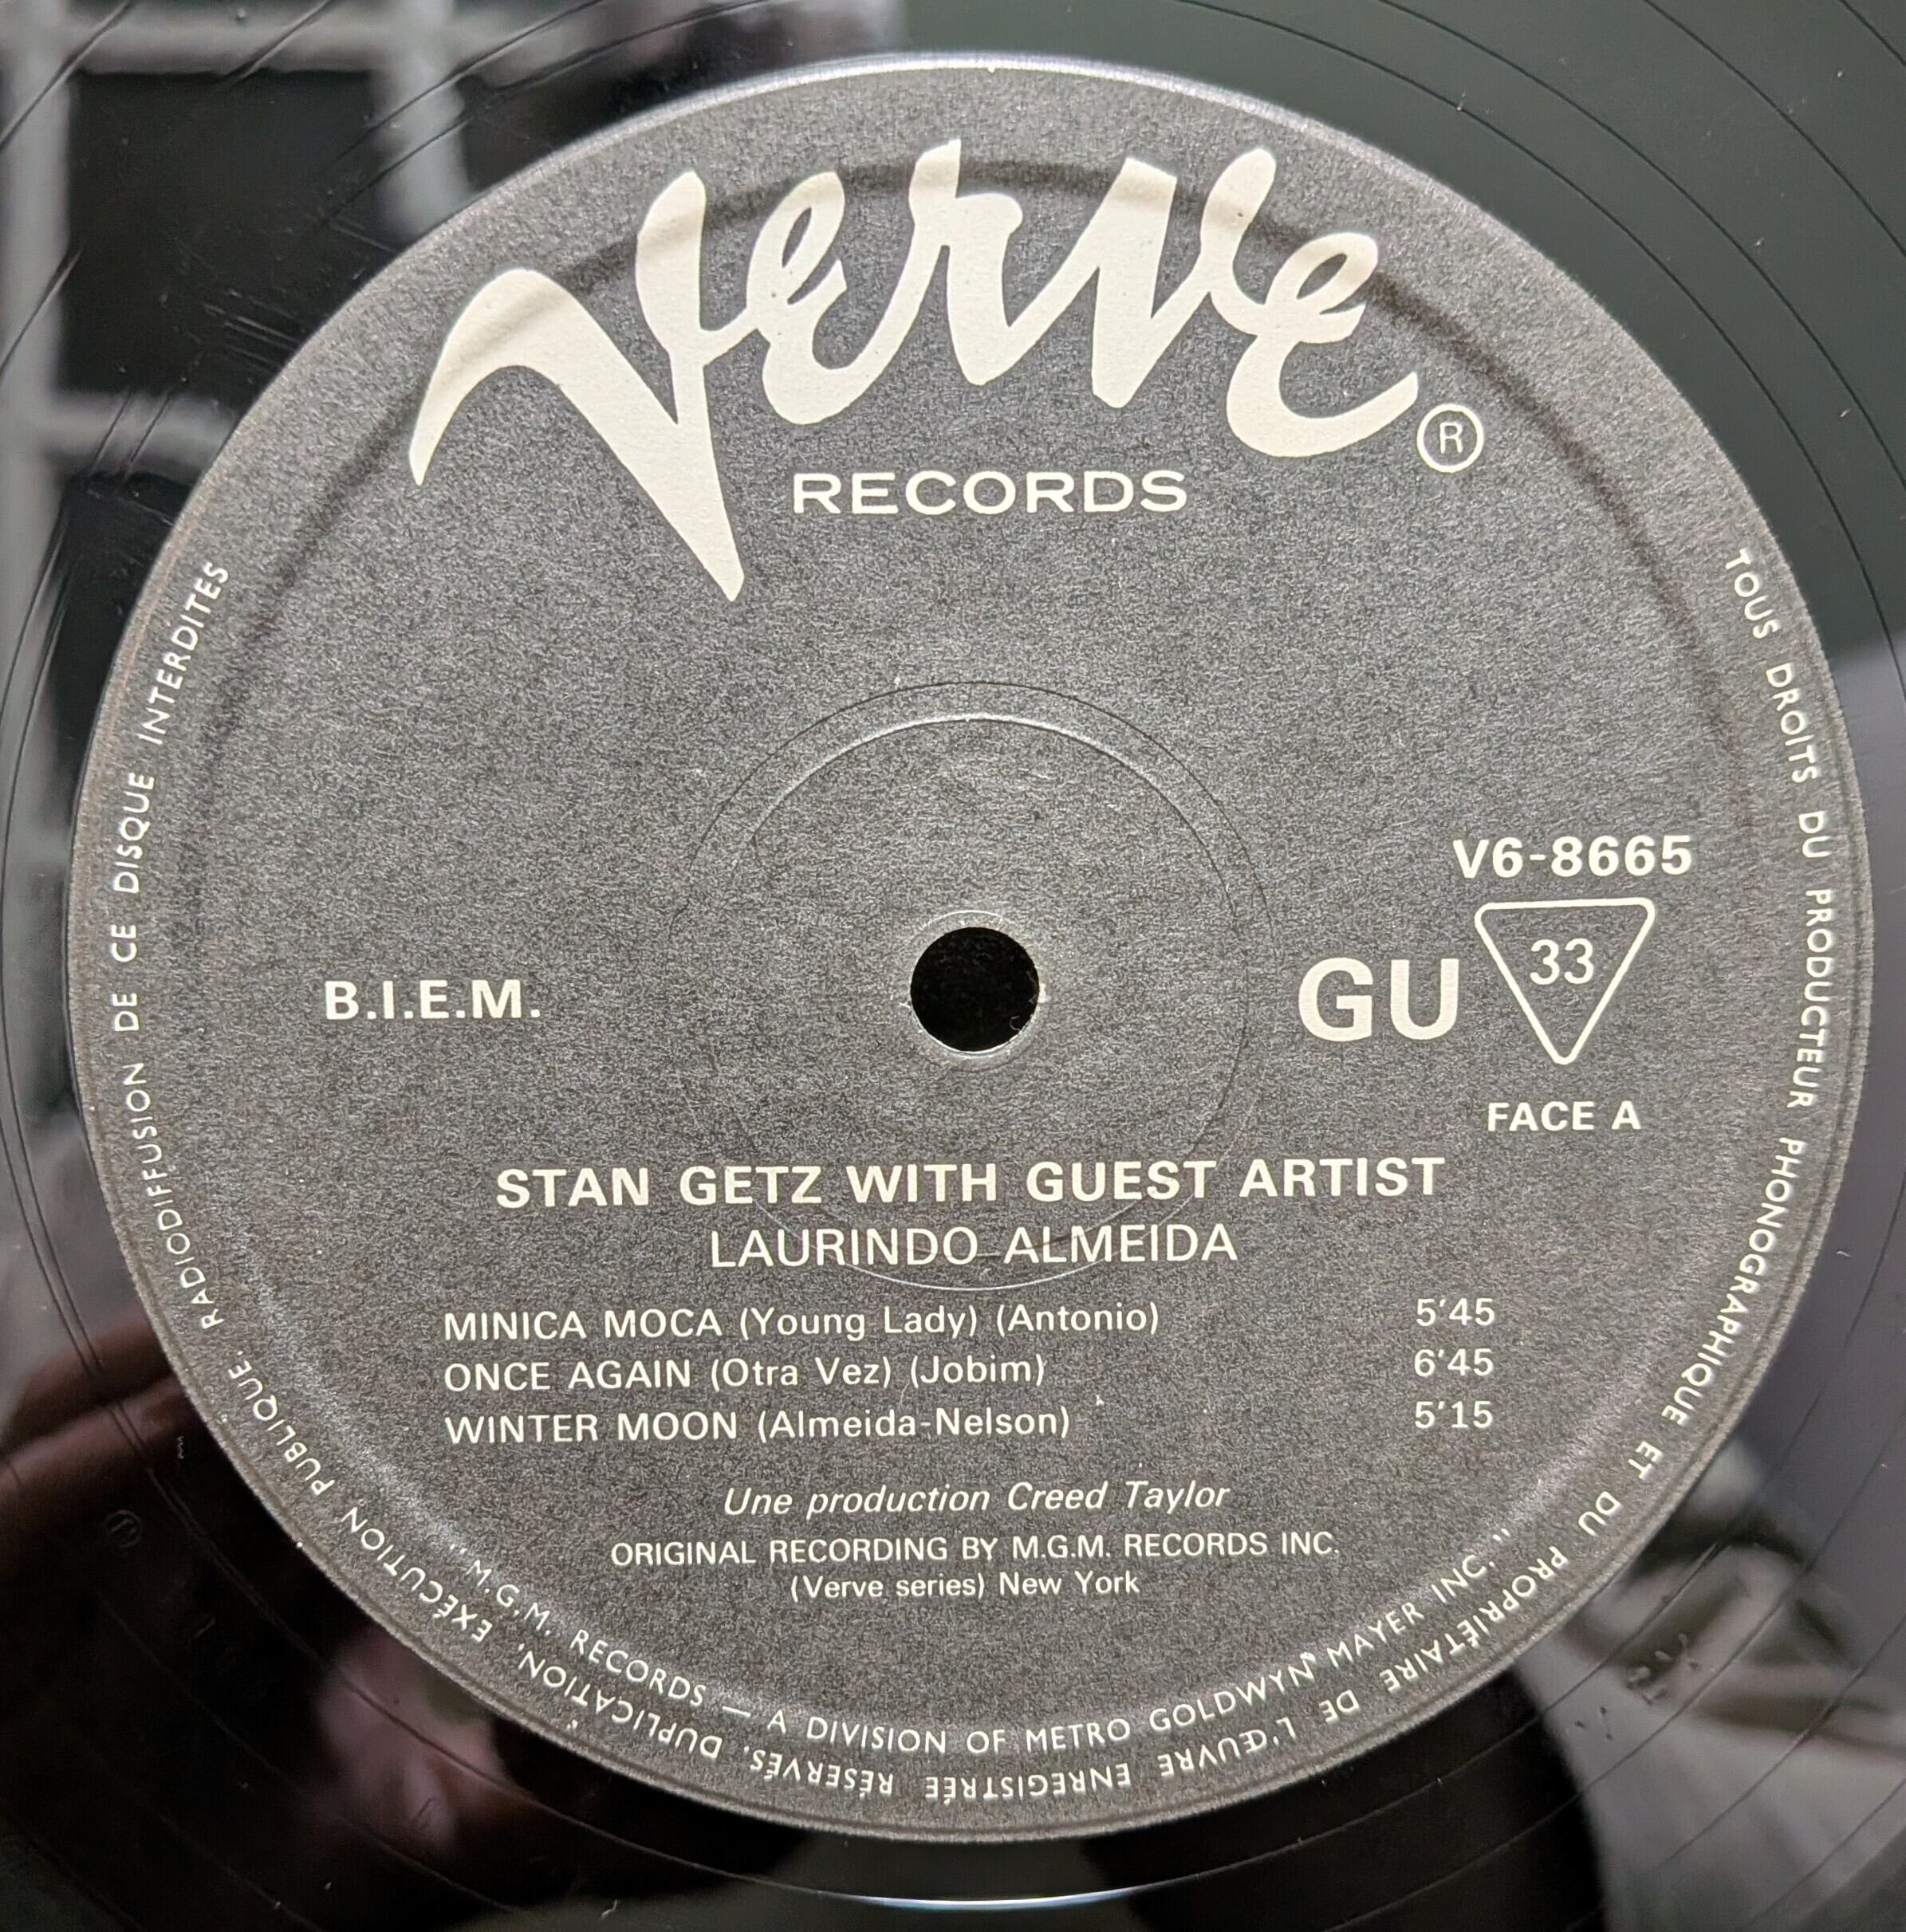 Verve
®
RECORDS
V6-8665
33
GU
B.I.E.M.
FACE A
STAN GETZ WITH GUEST ARTIST
LAURINDO ALMEIDA
MINICA MOCA (Young Lady) (Antonio) 5'45
ONCE AGAIN (Otra Vez) (Jobim) 6'45
WINTER MOON (Almeida-Nelson) 5'15
Une production Creed Taylor
ORIGINAL RECORDING BY M.G.M. RECORDS INC.
(Verve series) New York
"M.G.M. RECORDS — A DIVISION OF METRO GOLDWYN MAYER INC."
TOUS DROITS DU PRODUCTEUR PHONOGRAPHIQUE ET DU PROPRIÉTAIRE DE L'ŒUVRE ENREGISTRÉE RÉSERVÉS. DUPLICATION, EXÉCUTION PUBLIQUE, RADIODIFFUSION DE CE DISQUE INTERDITES